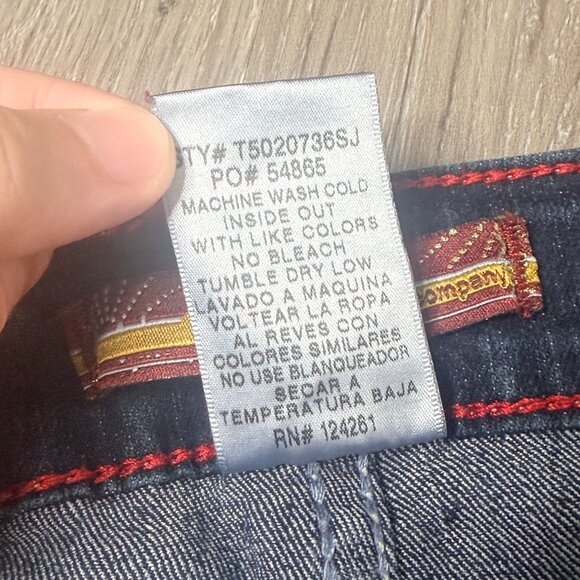 STY# T5020736SJ
PO# 54865
MACHINE WASH COLD
INSIDE OUT
WITH LIKE COLORS
NO BLEACH
TUMBLE DRY LOW
LAVADO A MAQUINA
VOLTEAR LA ROPA
AL REVES CON
COLORES SIMILARES
NO USE BLANQUEADOR
SECAR A
TEMPERATURA BAJA
RN# 124261
Company